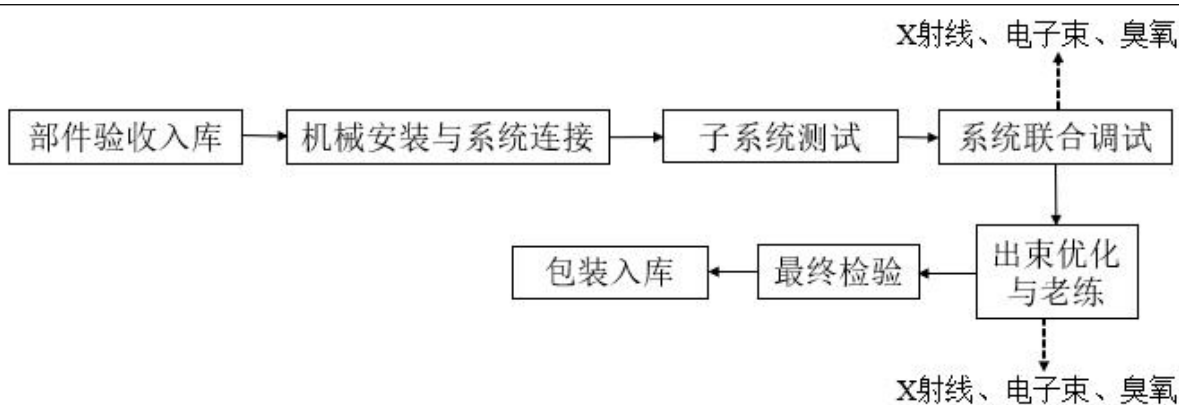 X射线、电子束、臭氧
部件验收入库
机械安装与系统连接
子系统测试
系统联合调试
出束优化
与老练
最终检验
包装入库
X射线、电子束、臭氧